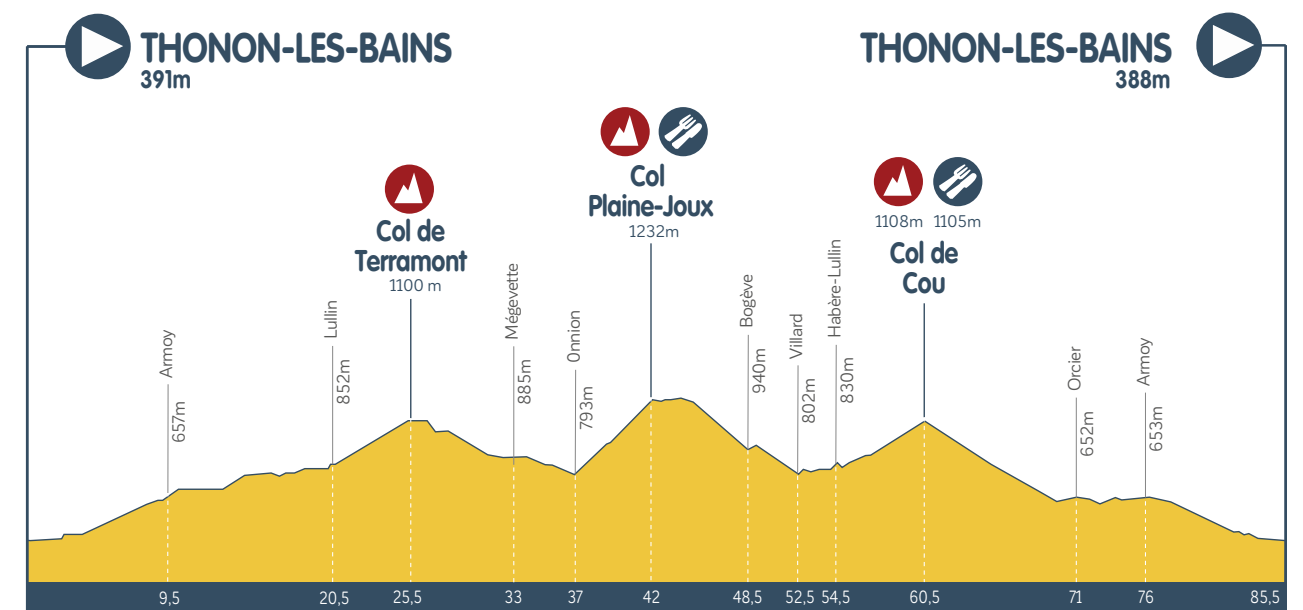 THONON-LES-BAINS
391m
THONON-LES-BAINS
388m
Col de
Terramont
1100 m
Col
Plaine-Joux
1232m
1108m 1105m
Col de
Cou
Armoy
657m
Lullin
852m
Mégevette
885m
Onnion
793m
Bogève
940m
Villard
802m
Habère-Lullin
830m
Orcier
652m
Armoy
653m
9,5 20,5 25,5 33 37 42 48,5 52,5 54,5 60,5 71 76 85,5